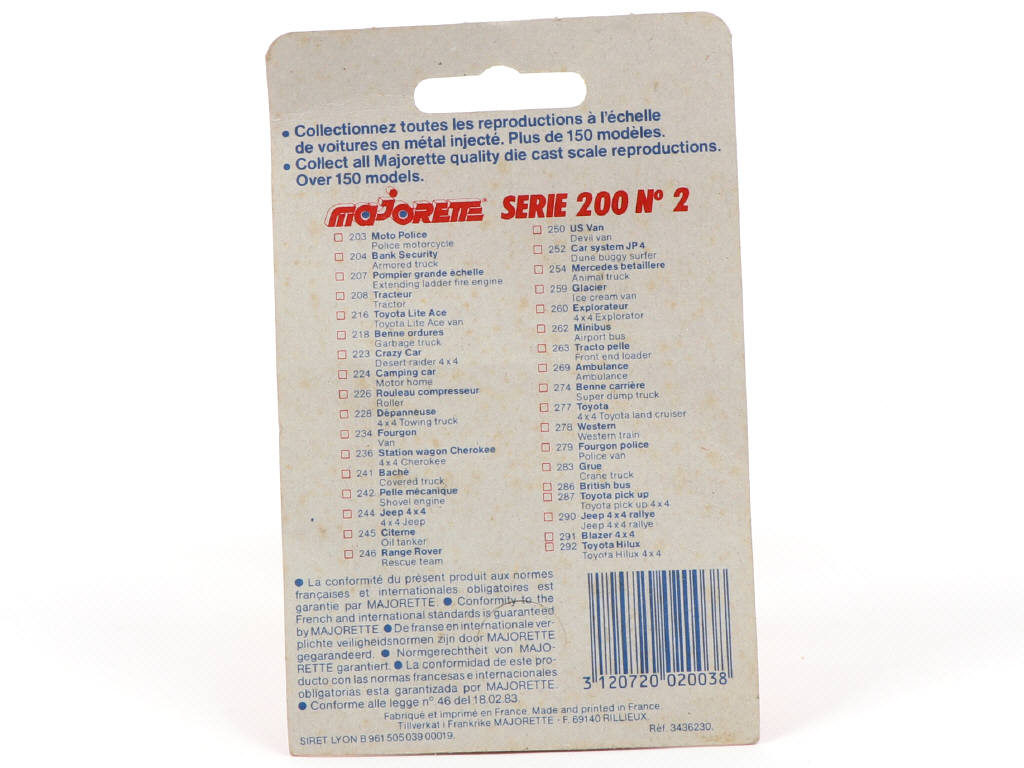 • Collectionnez toutes les reproductions à l'échelle
de voitures en métal injecté. Plus de 150 modèles.
• Collect all Majorette quality die cast scale reproductions.
Over 150 models.
MAJORETTE SERIE 200 Nº 2
203 Moto Police
Police motorcycle
204 Bank Security
Armored truck
207 Pompier grande échelle
Extending ladder fire engine
208 Tracteur
Tractor
216 Toyota Lite Ace
Toyota Lite Ace van
218 Benne ordures
Garbage truck
223 Crazy Car
Desert raider 4 x 4
224 Camping car
Motor home
226 Rouleau compresseur
Roller
228 Dépanneuse
4 x 4 Towing truck
234 Fourgon
Van
236 Station wagon Cherokee
4 x 4 Cherokee
241 Baché
Covered truck
242 Pelle mécanique
Shovel engine
244 Jeep 4 x 4
4 x 4 Jeep
245 Citerne
Oil tanker
246 Range Rover
Rescue team
250 US Van
Devil van
252 Car system JP4
Dune buggy surfer
254 Mercedes betaillere
Animal truck
259 Glacier
Ice cream van
260 Explorateur
4 x 4 Explorator
262 Minibus
Airport bus
263 Tracto pelle
Front end loader
269 Ambulance
Ambulance
274 Benne carrière
Super dump truck
277 Toyota
4 x 4 Toyota land cruiser
278 Western
Western train
279 Fourgon police
Police van
283 Grue
Crane truck
286 British bus
287 Toyota pick up
Toyota pick up 4 x 4
290 Jeep 4 x 4 rallye
Jeep 4 x 4 rallye
291 Blazer 4 x 4
292 Toyota Hilux
Toyota Hilux 4 x 4
● La conformité du présent produit aux normes
françaises et internationales obligatoires est
garantie par MAJORETTE. ● Conformity to the
French and international standards is guaranteed
by MAJORETTE ● De franse en internationale ver-
plichte veiligheidsnormen zijn door MAJORETTE
gegarandeerd. ● Normgerechtheit von MAJO-
RETTE garantiert. ● La conformidad de este pro-
ducto con las normas francesas e internacionales
obligatorias esta garantizada por MAJORETTE.
● Conforme alle legge nº 46 del 18.02.83
3 120720 020038
Fabriqué et imprimé en France. Made and printed in France.
Tillverkat i Frankrike MAJORETTE - F. 69140 RILLIEUX.
SIRET LYON B 961 505 039 00019.
Réf. 3436230.